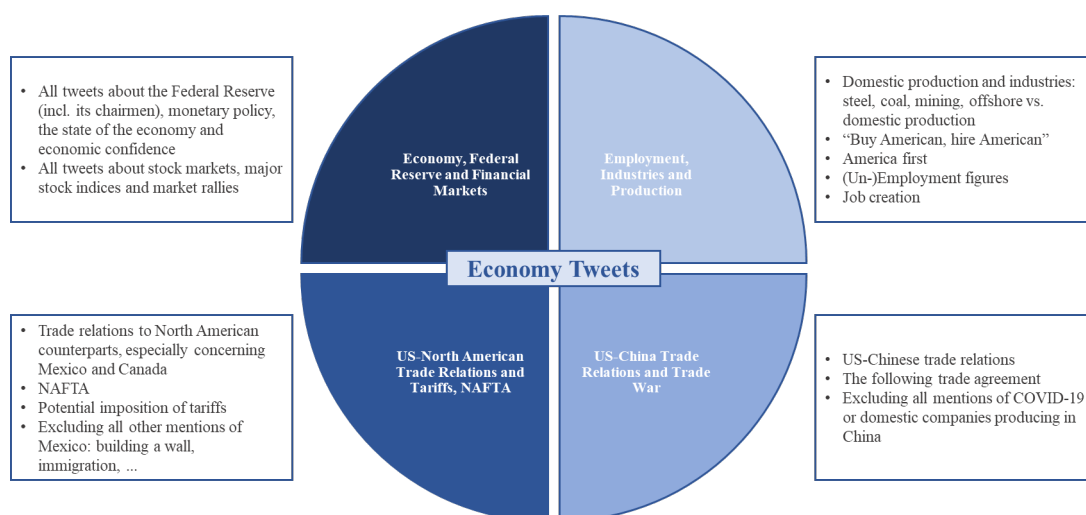 • All tweets about the Federal Reserve
(incl. its chairmen), monetary policy,
the state of the economy and
economic confidence
• All tweets about stock markets, major
stock indices and market rallies
Economy, Federal
Reserve and Financial
Markets
Employment,
Industries and
Production
• Domestic production and industries:
steel, coal, mining, offshore vs.
domestic production
• “Buy American, hire American”
• America first
• (Un-)Employment figures
• Job creation
Economy Tweets
• Trade relations to North American
counterparts, especially concerning
Mexico and Canada
• NAFTA
• Potential imposition of tariffs
• Excluding all other mentions of
Mexico: building a wall,
immigration, ...
US-North American
Trade Relations and
Tariffs, NAFTA
US-China Trade
Relations and Trade
War
• US-Chinese trade relations
• The following trade agreement
• Excluding all mentions of COVID-19
or domestic companies producing in
China